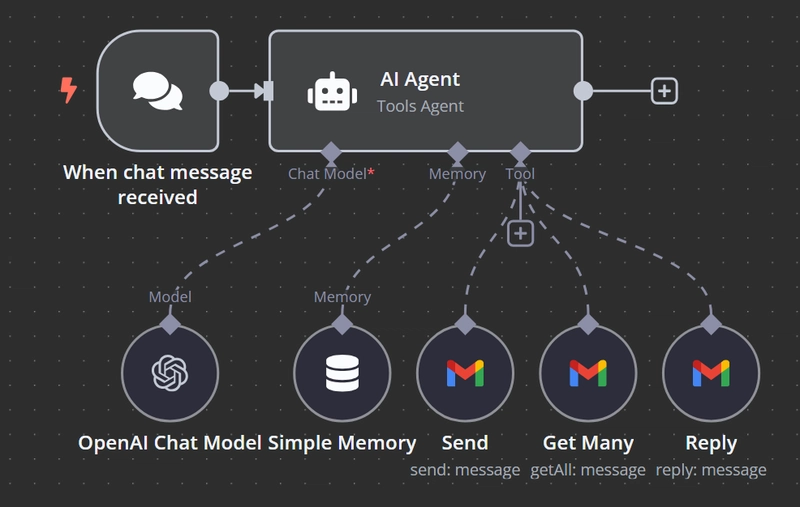 AI Agent
Tools Agent
When chat message
received
Chat Model*
Memory
Tool
Model
Memory
OpenAI Chat Model
Simple Memory
Send
send: message
Get Many
getAll: message
Reply
reply: message